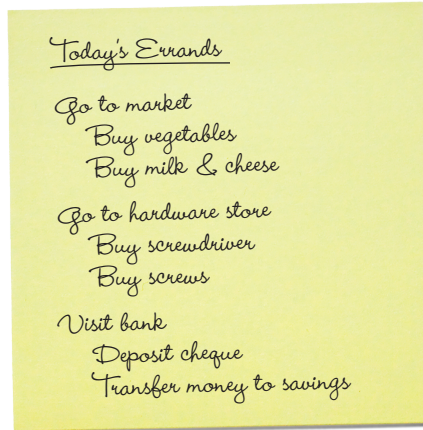 Today's Errands
Go to market
Buy vegetables
Buy milk & cheese
Go to hardware store
Buy screwdriver
Buy screws
Visit bank
Deposit cheque
Transfer money to savings